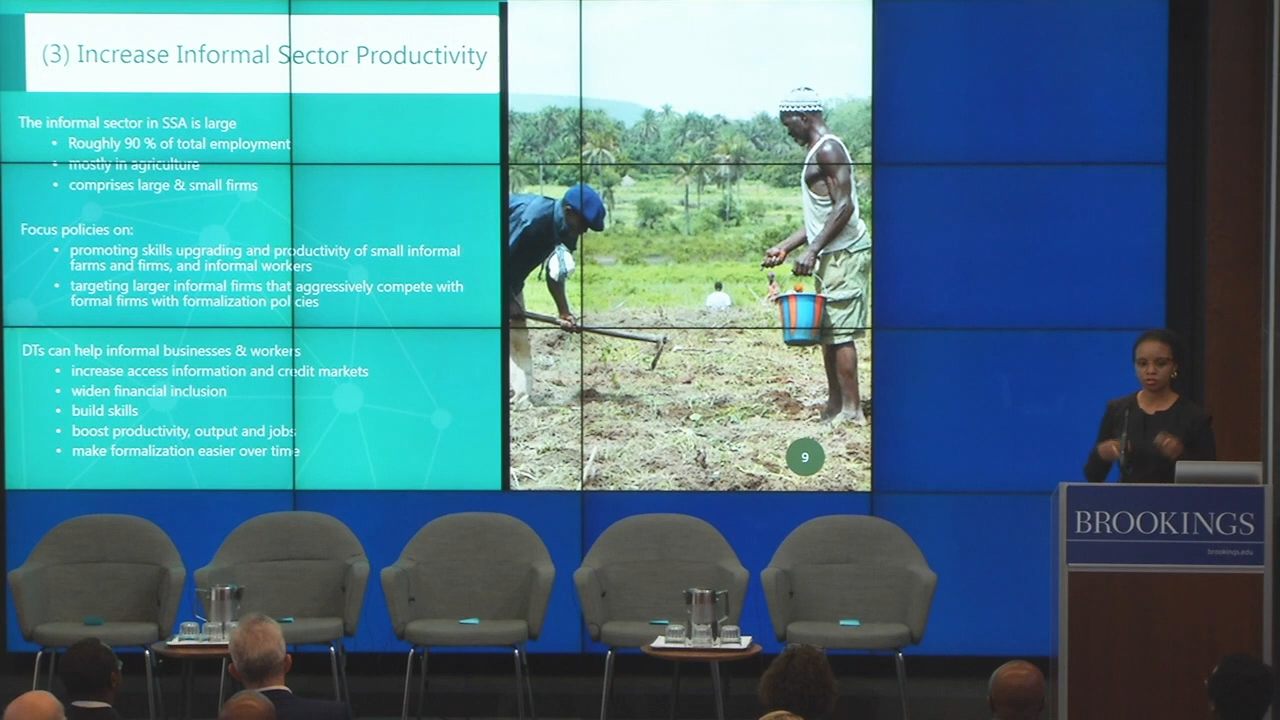 (3) Increase Informal Sector Productivity
The informal sector in SSA is large
• Roughly 90 % of total employment
• mostly in agriculture
• comprises large & small firms
Focus policies on:
• promoting skills upgrading and productivity of small informal
farms and firms, and informal workers
• targeting larger informal firms that aggressively compete with
formal firms with formalization policies
DTs can help informal businesses & workers
• increase access information and credit markets
• widen financial inclusion
• build skills
• boost productivity, output and jobs
• make formalization easier over time
9
BROOKINGS
brookings.edu